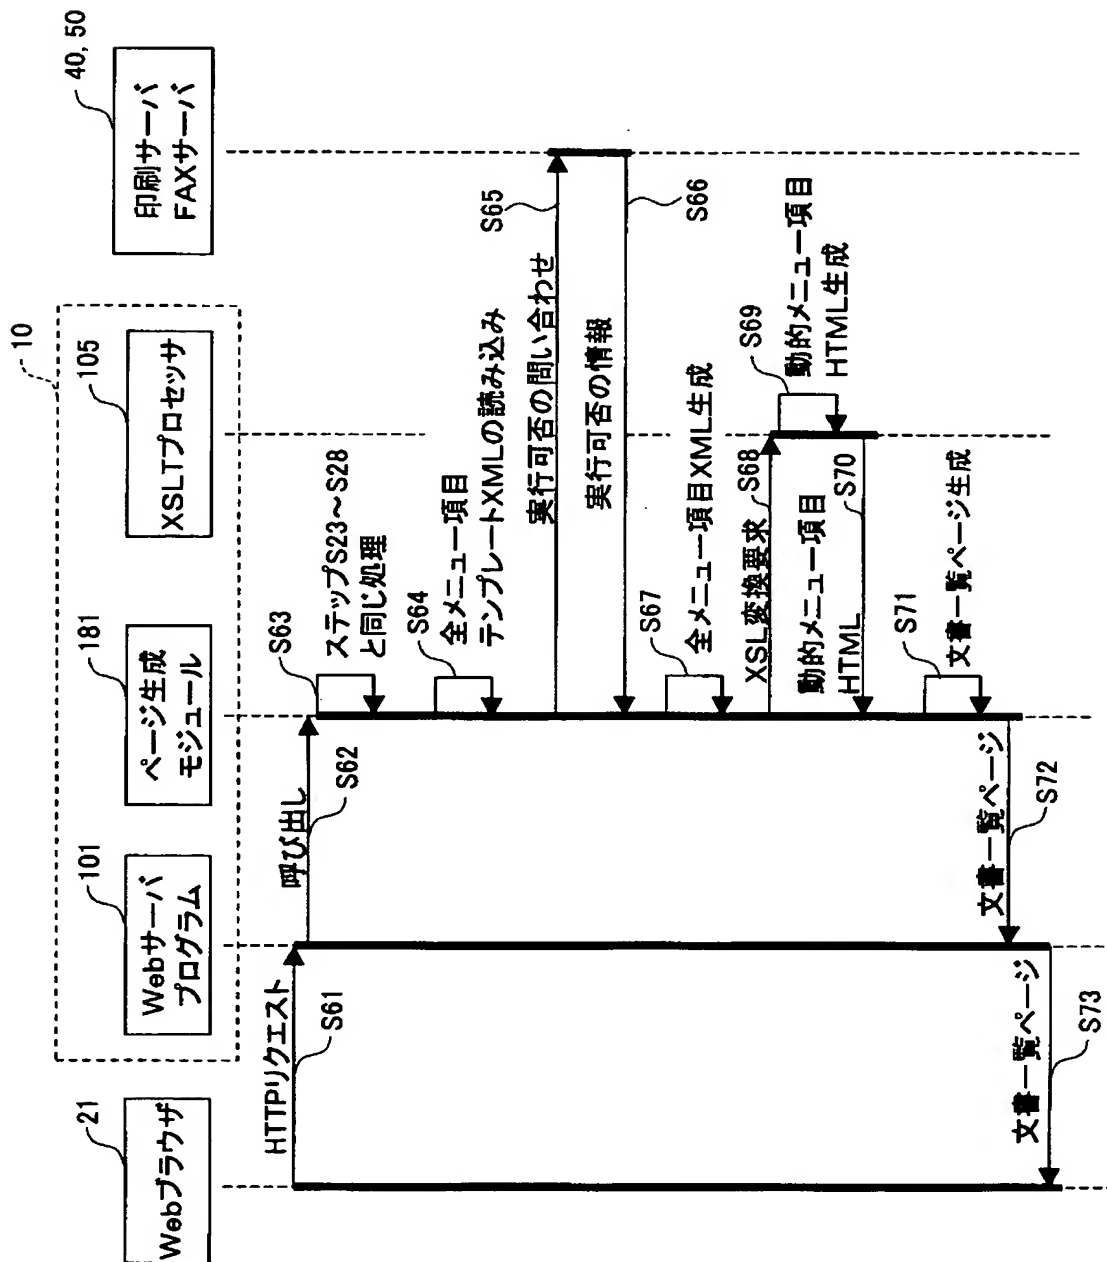 10
21
Webブラウザ
101
Webサーバ
プログラム
181
ページ生成
モジュール
105
XSLTプロセッサ
40, 50
印刷サーバ
FAXサーバ
HTTPリクエスト
S61
呼び出し
S62
S63
ステップS23～S28
と同じ処理
S64
全メニュー項目
テンプレートXMLの読み込み
実行可否の問い合わせ
S65
実行可否の情報
S66
S67
全メニュー項目XML生成
XSL変換要求
S68
S69
動的メニュー項目
HTML生成
動的メニュー項目
HTML
S70
S71
文書一覧ページ生成
文書一覧ページ
S72
文書一覧ページ
S73